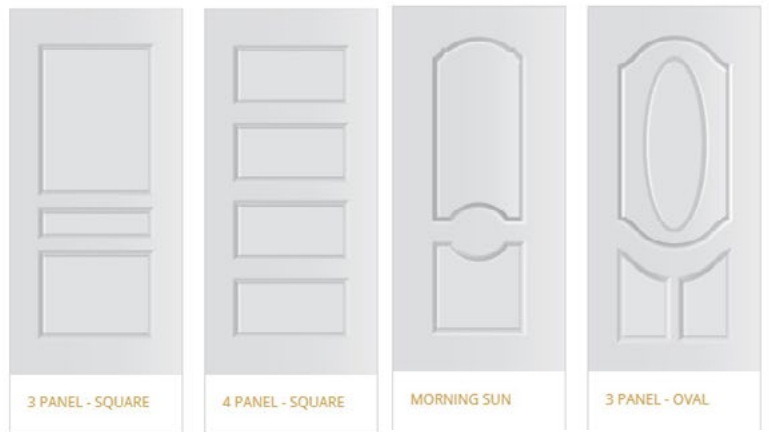 3 PANEL - SQUARE
4 PANEL - SQUARE
MORNING SUN
3 PANEL - OVAL